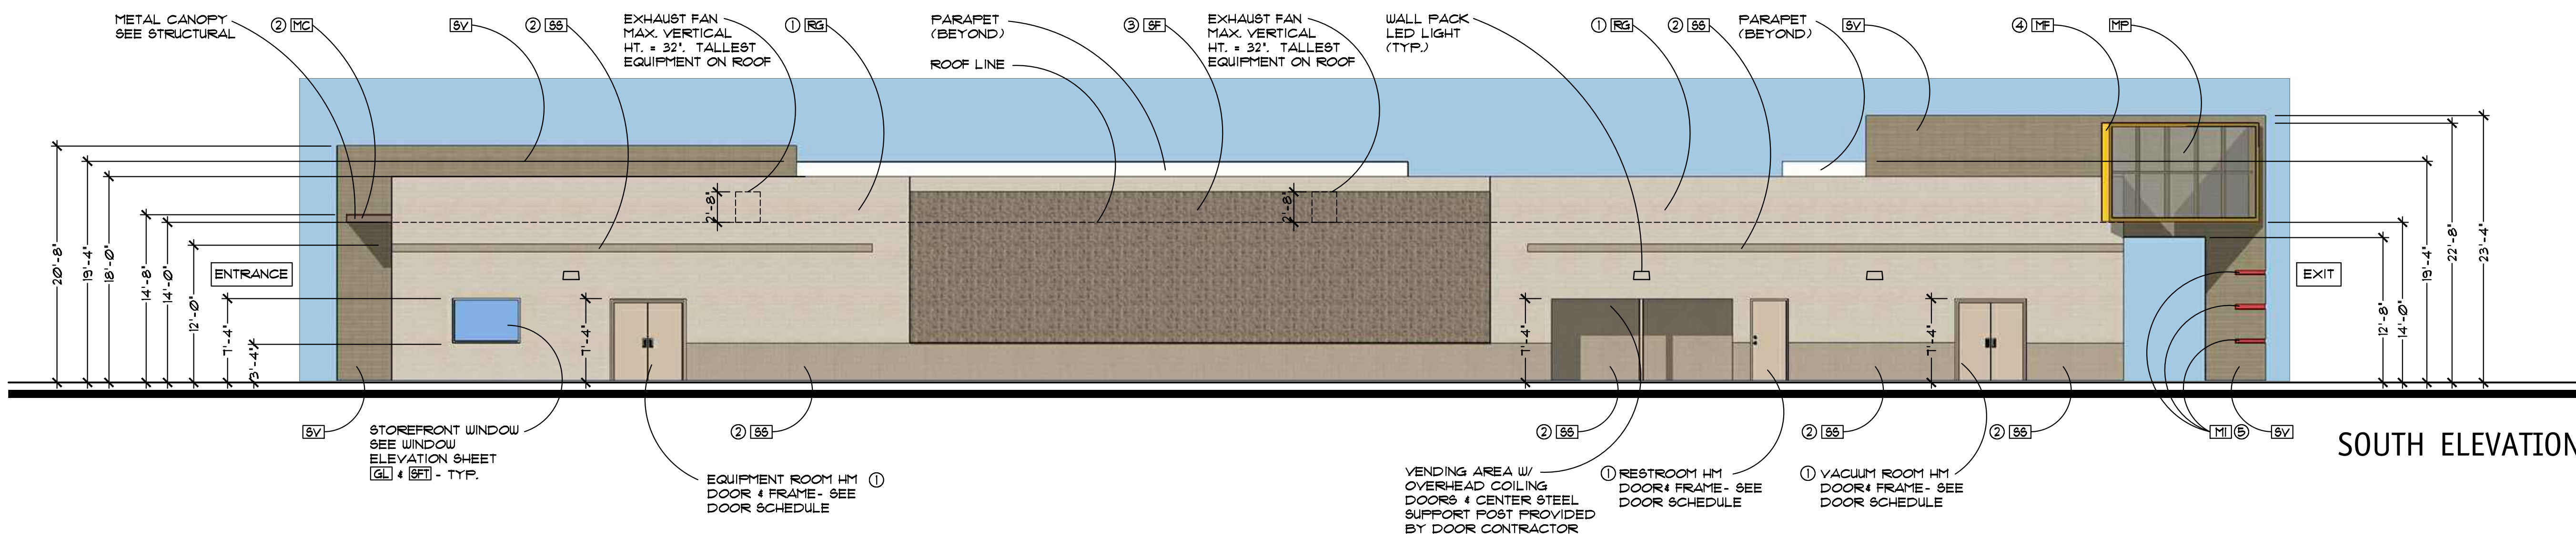 METAL CANOPY
SEE STRUCTURAL
② MC
SV
② SS
EXHAUST FAN
MAX. VERTICAL
HT. = 32". TALLEST
EQUIPMENT ON ROOF
① RG
PARAPET
(BEYOND)
ROOF LINE
③ SF
EXHAUST FAN
MAX. VERTICAL
HT. = 32". TALLEST
EQUIPMENT ON ROOF
WALL PACK
LED LIGHT
(TYP.)
① RG
② SS
PARAPET
(BEYOND)
SV
④ MF
MP
20'-8"
19'-4"
18'-0"
14'-8"
14'-0"
12'-0"
7'-4"
3'-4"
ENTRANCE
7'-4"
2'-8"
2'-8"
7'-4"
7'-4"
EXIT
12'-8"
14'-0"
19'-4"
22'-8"
23'-4"
SV
STOREFRONT WINDOW
SEE WINDOW
ELEVATION SHEET
GL & SFT - TYP.
② SS
EQUIPMENT ROOM HM ①
DOOR & FRAME- SEE
DOOR SCHEDULE
② SS
VENDING AREA W/
OVERHEAD COILING
DOORS & CENTER STEEL
SUPPORT POST PROVIDED
BY DOOR CONTRACTOR
① RESTROOM HM
DOOR& FRAME- SEE
DOOR SCHEDULE
② SS
① VACUUM ROOM HM
DOOR& FRAME- SEE
DOOR SCHEDULE
② SS
MI ⑤
SV
SOUTH ELEVATION